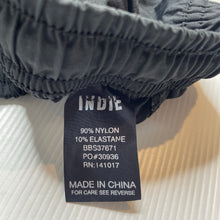 INDIE
90% NYLON
10% ELASTANE
BBS37671
PO#30936
RN:141017
MADE IN CHINA
FOR CARE SEE REVERSE